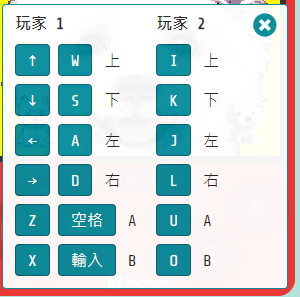 玩家 1 玩家 2
↑ W 上 I 上
↓ S 下 K 下
← A 左 J 左
→ D 右 L 右
Z 空格 A U A
X 輸入 B O B